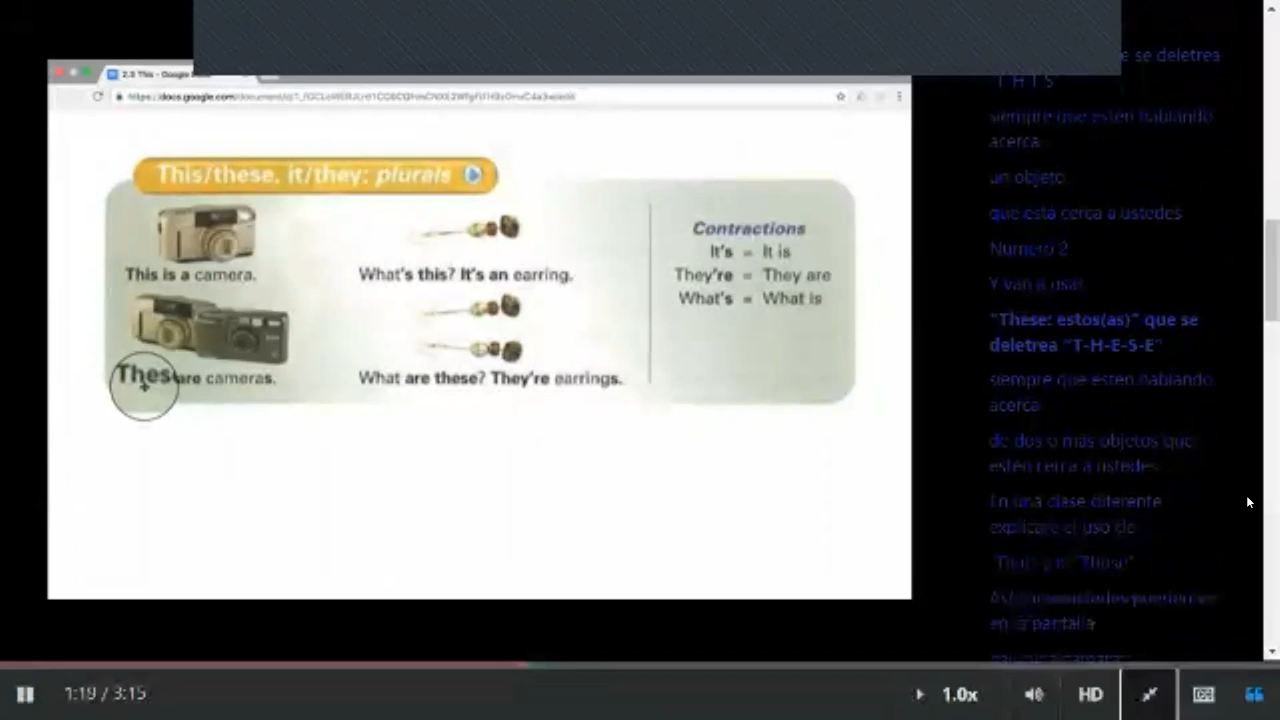 2.3 This - Google
This/these, it/they; plurals
This is a camera.
These are cameras.
What's this? It's an earring.
What are these? They're earrings.
Contractions
It's = It is
They're = They are
What's = What is
e se deletrea
"T-H-I-S"
siempre que estén hablando
acerca
un objeto
que está cerca a ustedes
Numero 2
Y van a usar
"These: estos(as)" que se
deletrea "T-H-E-S-E"
siempre que estén hablando
acerca
de dos o más objetos que
estén cerca a ustedes
En una clase diferente
explicaré el uso de
en la pantalla
1:19 / 3:15
1.0x
HD